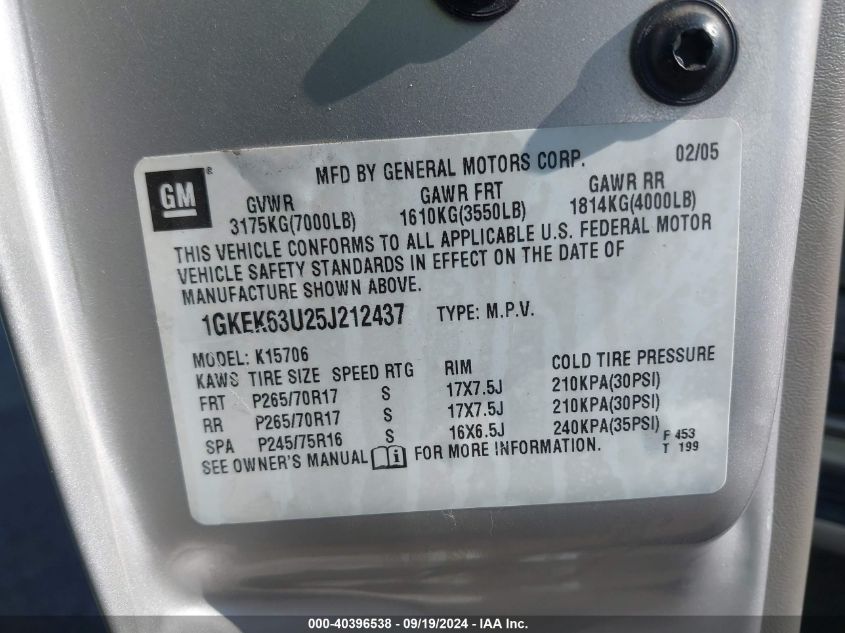 MFD BY GENERAL MOTORS CORP. 02/05
GM ®
GVWR GAWR FRT GAWR RR
3175KG(7000LB) 1610KG(3550LB) 1814KG(4000LB)
THIS VEHICLE CONFORMS TO ALL APPLICABLE U.S. FEDERAL MOTOR
VEHICLE SAFETY STANDARDS IN EFFECT ON THE DATE OF
MANUFACTURE SHOWN ABOVE.
1GKEK63U25J212437 TYPE: M.P.V.
MODEL: K15706
KAWS TIRE SIZE SPEED RTG RIM COLD TIRE PRESSURE
FRT P265/70R17 S 17X7.5J 210KPA(30PSI)
RR P265/70R17 S 17X7.5J 210KPA(30PSI)
SPA P245/75R16 S 16X6.5J 240KPA(35PSI)
SEE OWNER'S MANUAL i FOR MORE INFORMATION.
F 453
T 199
000-40396538 - 09/19/2024 - IAA Inc.